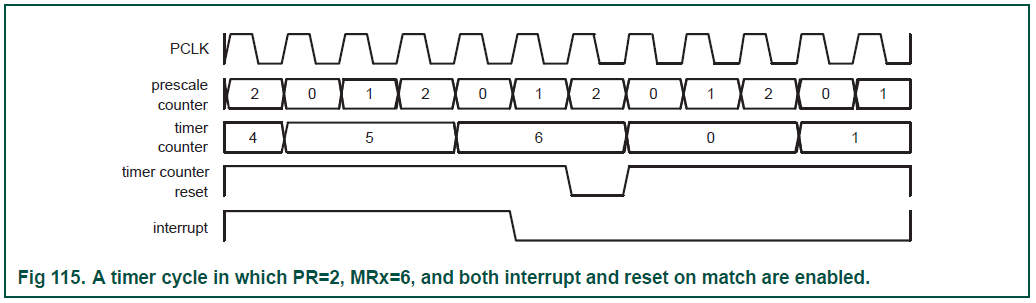 PCLK
prescale
counter
2 0 1 2 0 1 2 0 1 2 0 1
timer
counter
4 5 6 0 1
timer counter
reset
interrupt
Fig 115. A timer cycle in which PR=2, MRx=6, and both interrupt and reset on match are enabled.